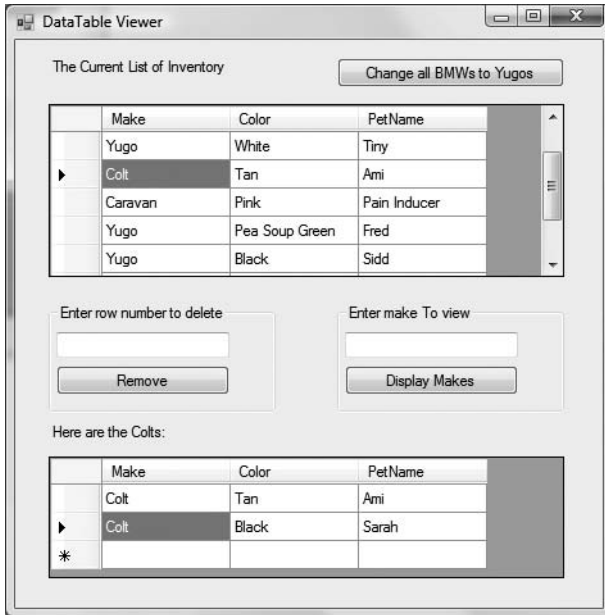 DataTable Viewer
The Current List of Inventory
Change all BMWs to Yugos
Make Color PetName
Yugo White Tiny
Colt Tan Ami
Caravan Pink Pain Inducer
Yugo Pea Soup Green Fred
Yugo Black Sidd
Enter row number to delete
Enter make To view
Remove
Display Makes
Here are the Colts:
Make Color PetName
Colt Tan Ami
Colt Black Sarah